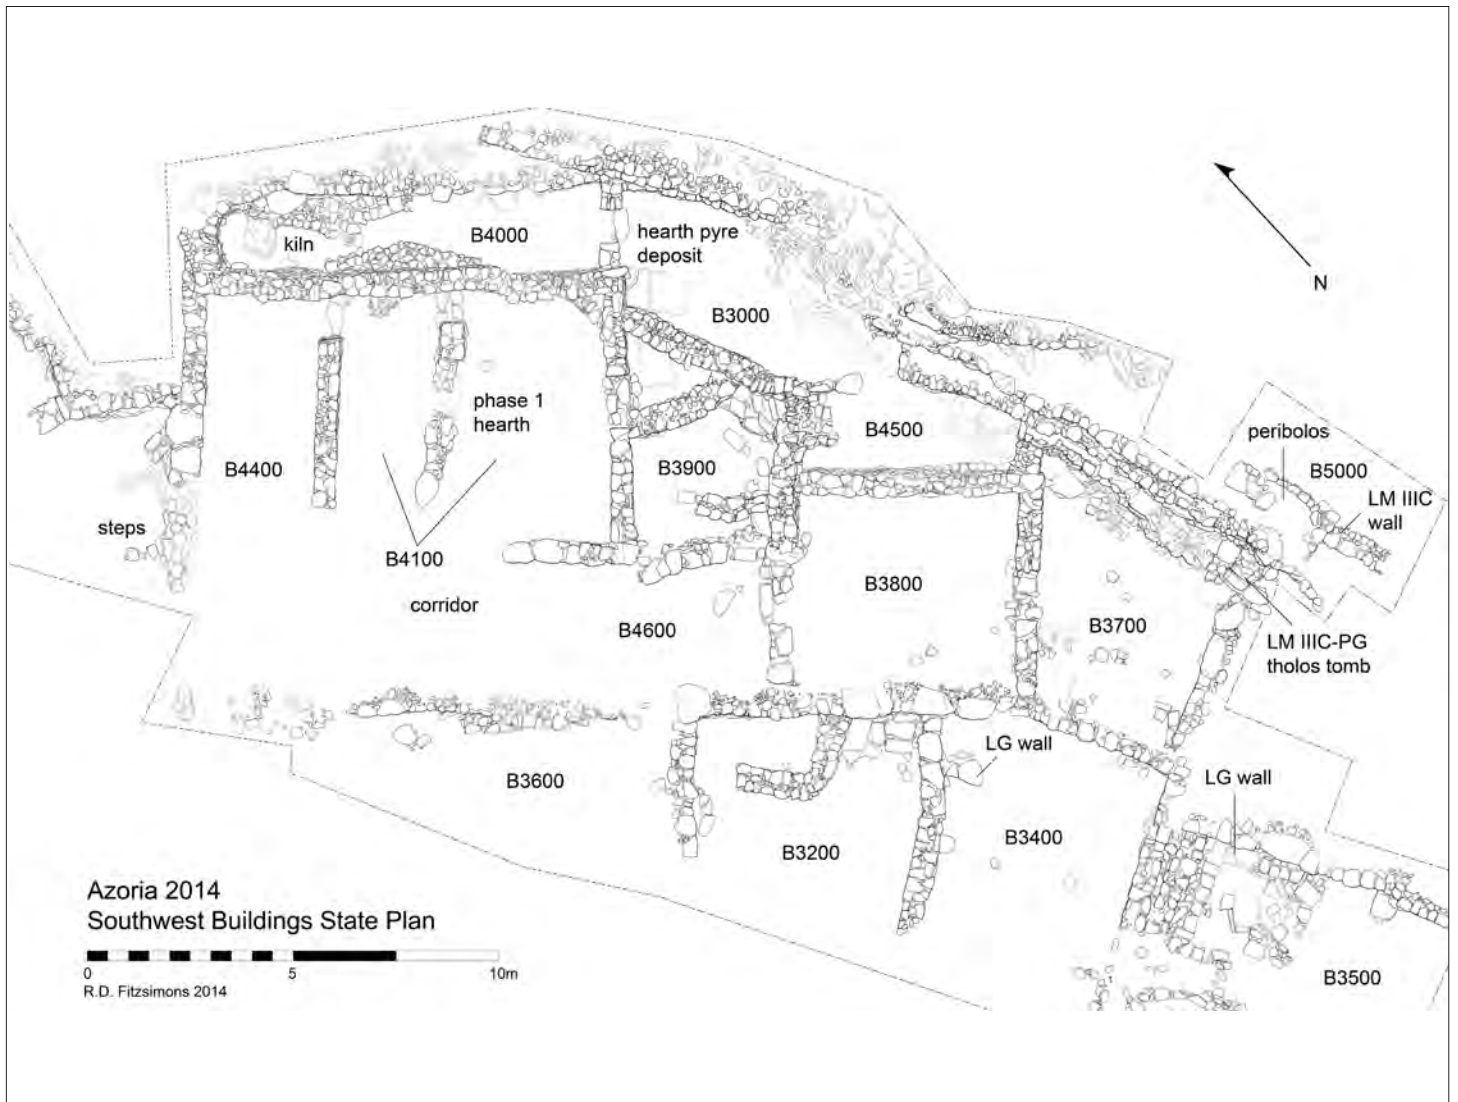 B4000
kiln
hearth pyre
deposit
B3000
N
phase 1
hearth
B4400
B3900
B4500
peribolos
B5000
LM IIIC
wall
steps
B4100
corridor
B3800
B4600
B3700
LM IIIC-PG
tholos tomb
LG wall
B3600
LG wall
B3200
B3400
B3500
Azoria 2014
Southwest Buildings State Plan
0 5 10m
R.D. Fitzsimons 2014